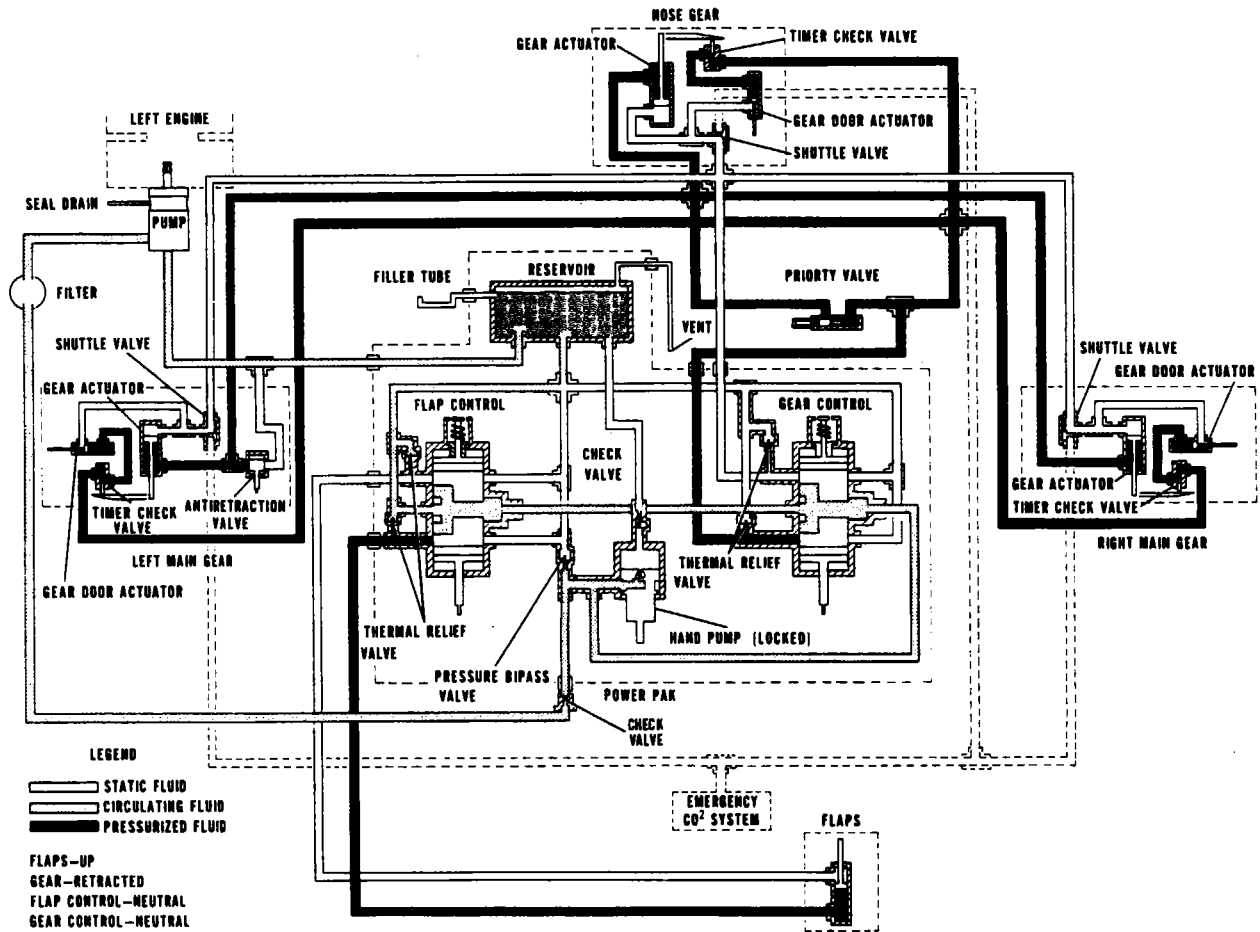 NOSE GEAR
GEAR ACTUATOR
TIMER CHECK VALVE
GEAR DOOR ACTUATOR
SHUTTLE VALVE
LEFT ENGINE
SEAL DRAIN
PUMP
FILTER
FILLER TUBE
RESERVOIR
VENT
PRIORTY VALVE
SHUTTLE VALVE
GEAR ACTUATOR
TIMER CHECK
VALVE
ANTIRETRACTION
VALVE
LEFT MAIN GEAR
GEAR DOOR ACTUATOR
FLAP CONTROL
CHECK
VALVE
GEAR CONTROL
THERMAL RELIEF
VALVE
THERMAL RELIEF
VALVE
HAND PUMP (LOCKED)
PRESSURE BIPASS
VALVE
POWER PAK
CHECK
VALVE
SHUTTLE VALVE
GEAR DOOR ACTUATOR
GEAR ACTUATOR
TIMER CHECK VALVE
RIGHT MAIN GEAR
EMERGENCY
CO² SYSTEM
FLAPS
LEGEND
STATIC FLUID
CIRCULATING FLUID
PRESSURIZED FLUID
FLAPS-UP
GEAR-RETRACTED
FLAP CONTROL-NEUTRAL
GEAR CONTROL-NEUTRAL